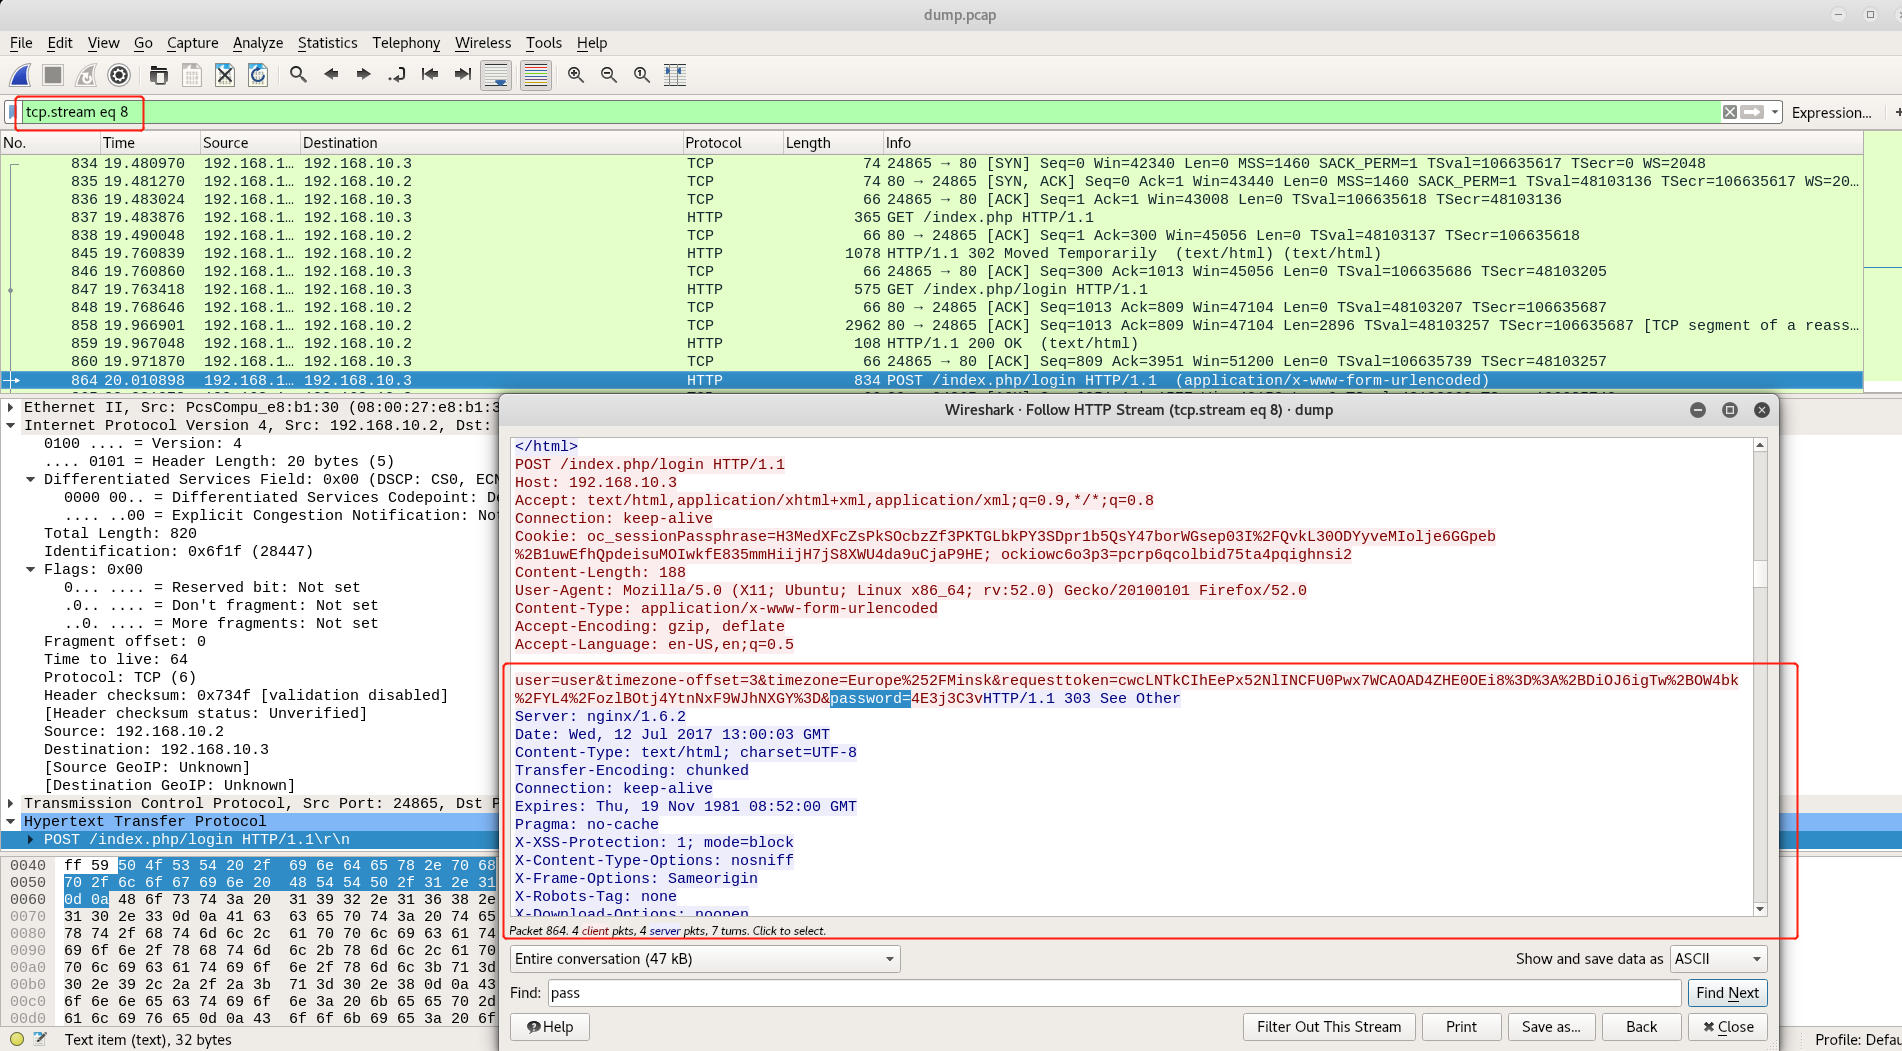 dump.pcap
File Edit View Go Capture Analyze Statistics Telephony Wireless Tools Help
tcp.stream eq 8
Expression...
No. Time Source Destination Protocol Length Info
834 19.480970 192.168.1… 192.168.10.3 TCP 74 24865 → 80 [SYN] Seq=0 Win=42340 Len=0 MSS=1460 SACK_PERM=1 TSval=106635617 TSecr=0 WS=2048
835 19.481270 192.168.1… 192.168.10.2 TCP 74 80 → 24865 [SYN, ACK] Seq=0 Ack=1 Win=43440 Len=0 MSS=1460 SACK_PERM=1 TSval=48103136 TSecr=106635617 WS=20…
836 19.483024 192.168.1… 192.168.10.3 TCP 66 24865 → 80 [ACK] Seq=1 Ack=1 Win=43008 Len=0 TSval=106635618 TSecr=48103136
837 19.483876 192.168.1… 192.168.10.3 HTTP 365 GET /index.php HTTP/1.1
838 19.490048 192.168.1… 192.168.10.2 TCP 66 80 → 24865 [ACK] Seq=1 Ack=300 Win=45056 Len=0 TSval=48103137 TSecr=106635618
845 19.760839 192.168.1… 192.168.10.2 HTTP 1078 HTTP/1.1 302 Moved Temporarily  (text/html) (text/html)
846 19.760860 192.168.1… 192.168.10.3 TCP 66 24865 → 80 [ACK] Seq=300 Ack=1013 Win=45056 Len=0 TSval=106635686 TSecr=48103205
847 19.763418 192.168.1… 192.168.10.3 HTTP 575 GET /index.php/login HTTP/1.1
848 19.768646 192.168.1… 192.168.10.2 TCP 66 80 → 24865 [ACK] Seq=1013 Ack=809 Win=47104 Len=0 TSval=48103207 TSecr=106635687
858 19.966901 192.168.1… 192.168.10.2 TCP 2962 80 → 24865 [ACK] Seq=1013 Ack=809 Win=47104 Len=2896 TSval=48103257 TSecr=106635687 [TCP segment of a reass…
859 19.967048 192.168.1… 192.168.10.2 HTTP 108 HTTP/1.1 200 OK  (text/html)
860 19.971870 192.168.1… 192.168.10.3 TCP 66 24865 → 80 [ACK] Seq=809 Ack=3951 Win=51200 Len=0 TSval=106635739 TSecr=48103257
864 20.010898 192.168.1… 192.168.10.3 HTTP 834 POST /index.php/login HTTP/1.1  (application/x-www-form-urlencoded)
Ethernet II, Src: PcsCompu_e8:b1:30 (08:00:27:e8:b1:3
Internet Protocol Version 4, Src: 192.168.10.2, Dst:
0100 .... = Version: 4
.... 0101 = Header Length: 20 bytes (5)
Differentiated Services Field: 0x00 (DSCP: CS0, ECN
0000 00.. = Differentiated Services Codepoint: De
.... ..00 = Explicit Congestion Notification: No
Total Length: 820
Identification: 0x6f1f (28447)
Flags: 0x00
0... .... = Reserved bit: Not set
.0.. .... = Don't fragment: Not set
..0. .... = More fragments: Not set
Fragment offset: 0
Time to live: 64
Protocol: TCP (6)
Header checksum: 0x734f [validation disabled]
[Header checksum status: Unverified]
Source: 192.168.10.2
Destination: 192.168.10.3
[Source GeoIP: Unknown]
[Destination GeoIP: Unknown]
Transmission Control Protocol, Src Port: 24865, Dst P
Hypertext Transfer Protocol
POST /index.php/login HTTP/1.1\r\n
0040 ff 59 50 4f 53 54 20 2f 69 6e 64 65 78 2e 70 68
0050 70 2f 6c 6f 67 69 6e 20 48 54 54 50 2f 31 2e 31
0060 0d 0a 48 6f 73 74 3a 20 31 39 32 2e 31 36 38 2e
0070 31 30 2e 33 0d 0a 41 63 63 65 70 74 3a 20 74 65
0080 78 74 2f 68 74 6d 6c 2c 61 70 70 6c 69 63 61 74
0090 69 6f 6e 2f 78 68 74 6d 6c 2b 78 6d 6c 2c 61 70
00a0 70 6c 69 63 61 74 69 6f 6e 2f 78 6d 6c 3b 71 3d
00b0 30 2e 39 2c 2a 2f 2a 3b 71 3d 30 2e 38 0d 0a 43
00c0 6f 6e 6e 65 63 74 69 6f 6e 3a 20 6b 65 65 70 2d
00d0 61 6c 69 76 65 0d 0a 43 6f 6f 6b 69 65 3a 20 6f
Wireshark · Follow HTTP Stream (tcp.stream eq 8) · dump
</html>
POST /index.php/login HTTP/1.1
Host: 192.168.10.3
Accept: text/html,application/xhtml+xml,application/xml;q=0.9,*/*;q=0.8
Connection: keep-alive
Cookie: oc_sessionPassphrase=H3MedXFcZsPkSOcbzZf3PKTGLbkPY3SDpr1b5QsY47borWGsep03I%2FQvkL30ODYyveMIolje6GGpeb
%2B1uwEfhQpdeisuMOIwkfE835mmHiijH7jS8XWU4da9uCjaP9HE; ockiowc6o3p3=pcrp6qcolbid75ta4pqighnsi2
Content-Length: 188
User-Agent: Mozilla/5.0 (X11; Ubuntu; Linux x86_64; rv:52.0) Gecko/20100101 Firefox/52.0
Content-Type: application/x-www-form-urlencoded
Accept-Encoding: gzip, deflate
Accept-Language: en-US,en;q=0.5
user=user&timezone-offset=3&timezone=Europe%252FMinsk&requesttoken=cwcLNTkCIhEePx52NlINCFU0Pwx7WCAOAD4ZHE0OEi8%3D%3A%2BDiOJ6igTw%2BOW4bk
%2FYL4%2FozlBOtj4YtnNxF9WJhNXGY%3D&password=4E3j3C3vHTTP/1.1 303 See Other
Server: nginx/1.6.2
Date: Wed, 12 Jul 2017 13:00:03 GMT
Content-Type: text/html; charset=UTF-8
Transfer-Encoding: chunked
Connection: keep-alive
Expires: Thu, 19 Nov 1981 08:52:00 GMT
Pragma: no-cache
X-XSS-Protection: 1; mode=block
X-Content-Type-Options: nosniff
X-Frame-Options: Sameorigin
X-Robots-Tag: none
X-Download-Options: noopen
Packet 864. 4 client pkts, 4 server pkts, 7 turns. Click to select.
Entire conversation (47 kB)
Show and save data as ASCII
Find: pass
Find Next
Help
Filter Out This Stream
Print
Save as...
Back
Close
Text item (text), 32 bytes
Profile: Defau